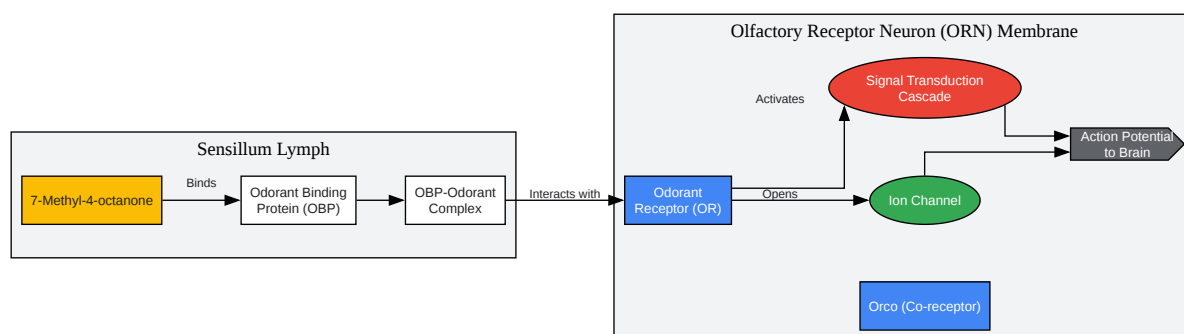 Olfactory Receptor Neuron (ORN) Membrane
Signal Transduction
Cascade
Activates
Action Potential
to Brain
Sensillum Lymph
Binds
7-Methyl-4-octanone
Odorant Binding
Protein (OBP)
OBP-Odorant
Complex
Interacts with
Odorant
Receptor (OR)
Opens
Ion Channel
Orco (Co-receptor)